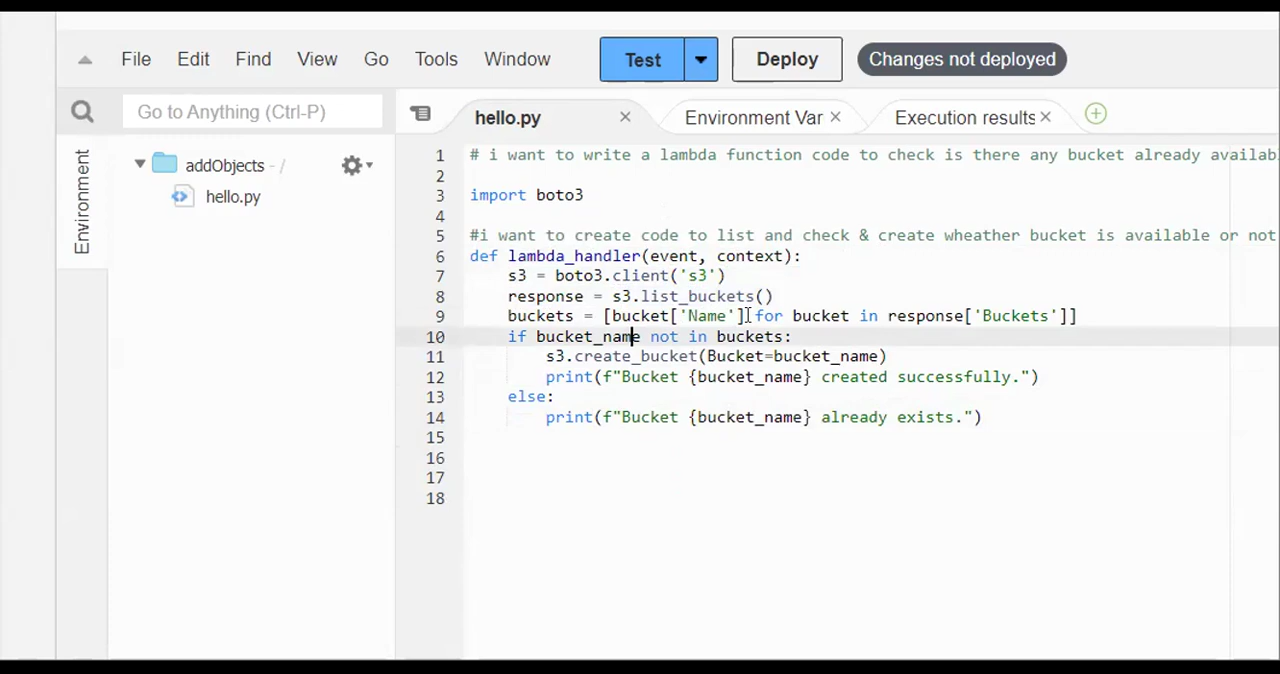 File Edit Find View Go Tools Window Test Deploy Changes not deployed
Go to Anything (Ctrl-P) hello.py Environment Var Execution results
Environment
addObjects - /
hello.py
1 # i want to write a lambda function code to check is there any bucket already availab
2
3 import boto3
4
5 #i want to create code to list and check & create wheather bucket is available or not
6 def lambda_handler(event, context):
7 s3 = boto3.client('s3')
8 response = s3.list_buckets()
9 buckets = [bucket['Name'] for bucket in response['Buckets']]
10 if bucket_name not in buckets:
11 s3.create_bucket(Bucket=bucket_name)
12 print(f"Bucket {bucket_name} created successfully.")
13 else:
14 print(f"Bucket {bucket_name} already exists.")
15
16
17
18